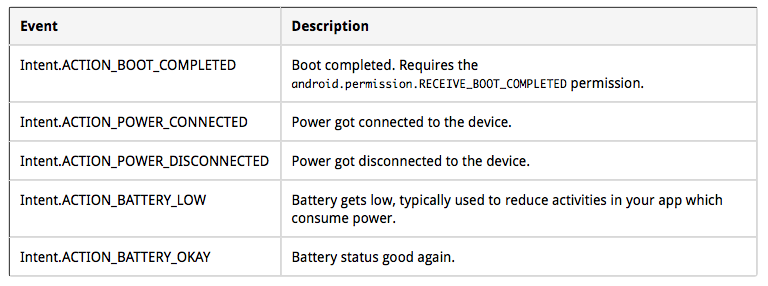 Event Description
Intent.ACTION_BOOT_COMPLETED Boot completed. Requires the
android.permission.RECEIVE_BOOT_COMPLETED permission.
Intent.ACTION_POWER_CONNECTED Power got connected to the device.
Intent.ACTION_POWER_DISCONNECTED Power got disconnected to the device.
Intent.ACTION_BATTERY_LOW Battery gets low, typically used to reduce activities in your app which
consume power.
Intent.ACTION_BATTERY_OKAY Battery status good again.